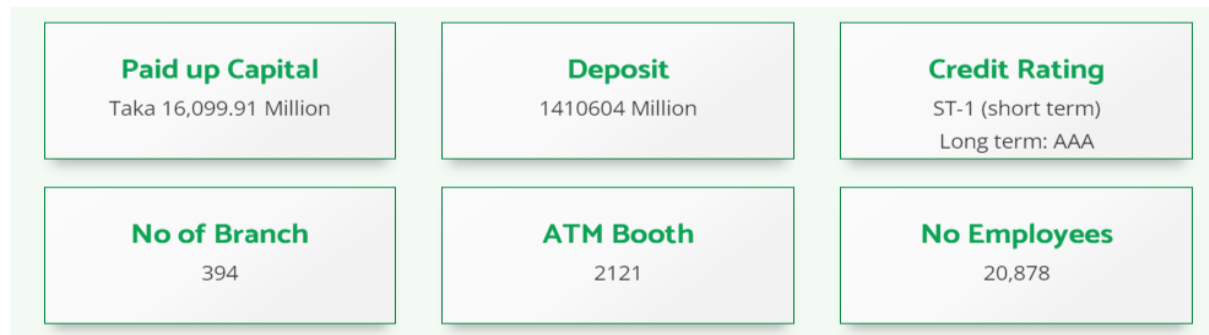 Paid up Capital
Taka 16,099.91 Million
Deposit
1410604 Million
Credit Rating
ST-1 (short term)
Long term: AAA
No of Branch
394
ATM Booth
2121
No Employees
20,878